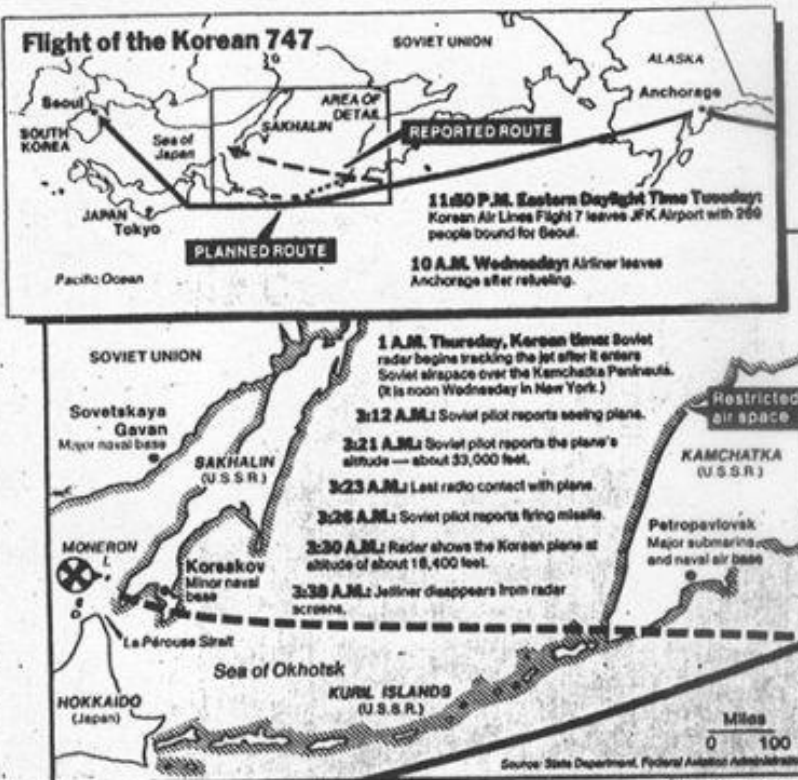 Flight of the Korean 747
SOVIET UNION
ALASKA
Anchorage
Seoul
SOUTH
KOREA
Sea of
Japan
SAKHALIN
AREA OF
DETAIL
REPORTED ROUTE
JAPAN
Tokyo
PLANNED ROUTE
Pacific Ocean
11:50 P.M. Eastern Daylight Time Tuesday:
Korean Air Lines Flight 7 leaves JFK Airport with 269
people bound for Seoul.
10 A.M. Wednesday: Airliner leaves
Anchorage after refueling.
SOVIET UNION
Sovetskaya
Gavan
Major naval base
SAKHALIN
(U.S.S.R.)
MONERON
I.
Korsakov
Minor naval
base
La Pérouse Strait
HOKKAIDO
(Japan)
Sea of Okhotsk
KURIL ISLANDS
(U.S.S.R.)
1 A.M. Thursday, Korean time: Soviet
radar begins tracking the jet after it enters
Soviet airspace over the Kamchatka Peninsula.
(It is noon Wednesday in New York.)
3:12 A.M.: Soviet pilot reports seeing plane.
3:21 A.M.: Soviet pilot reports the plane's
altitude — about 33,000 feet.
3:23 A.M.: Last radio contact with plane.
3:26 A.M.: Soviet pilot reports firing missile.
3:30 A.M.: Radar shows the Korean plane at
altitude of about 16,400 feet.
3:38 A.M.: Jetliner disappears from radar
screens.
Restricted
air space
KAMCHATKA
(U.S.S.R.)
Petropavlovsk
Major submarine
and naval air base
Miles
0 100
Source: State Department, Federal Aviation Administration